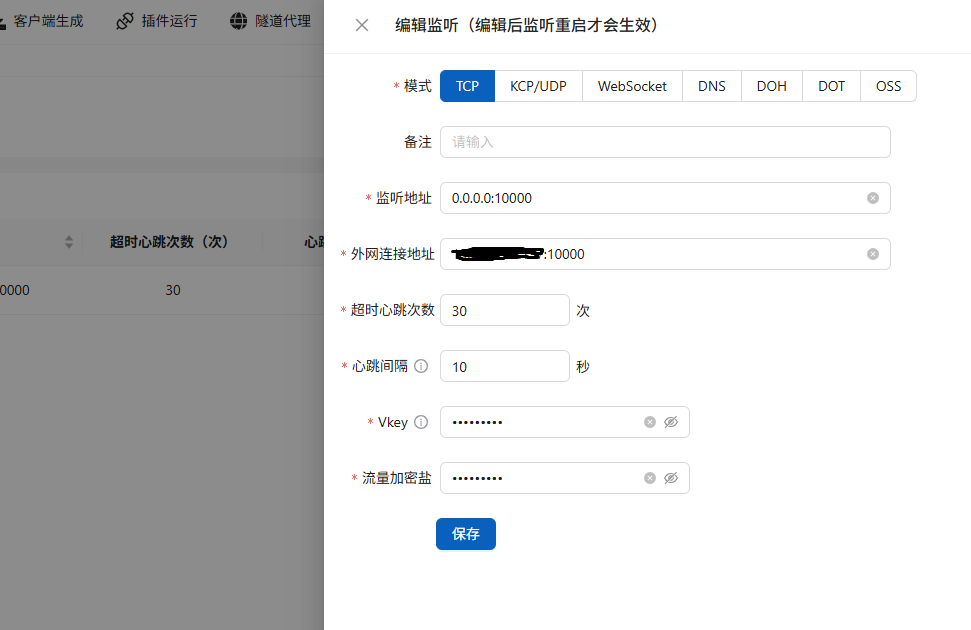 客户端生成 插件运行 隧道代理
编辑监听（编辑后监听重启才会生效）
* 模式 TCP KCP/UDP WebSocket DNS DOH DOT OSS
备注 请输入
* 监听地址 0.0.0.0:10000
超时心跳次数（次）
* 外网连接地址 :10000
0000 30
* 超时心跳次数 30 次
* 心跳间隔 10 秒
* Vkey •••••••••
* 流量加密盐 •••••••••
保存